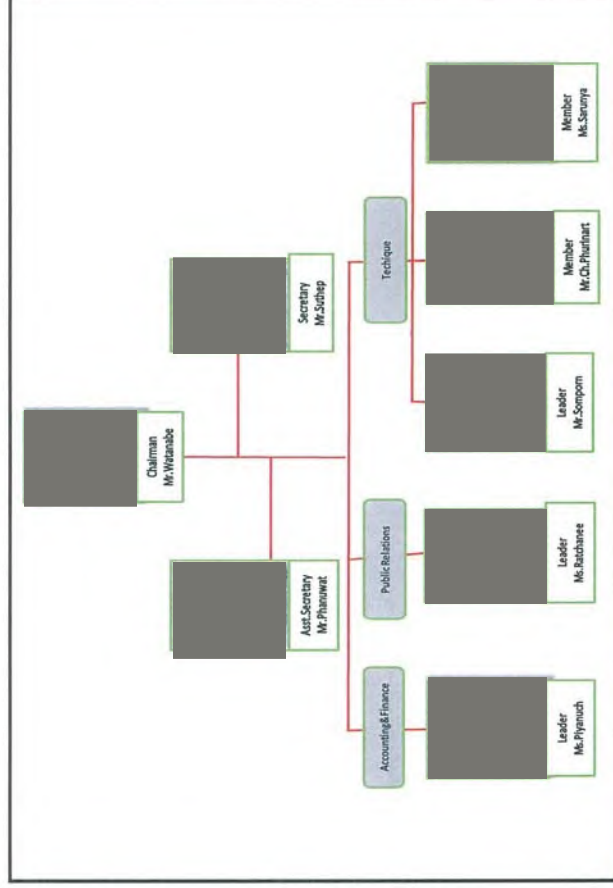 Chairman
Mr.Watanabe
Asst.Secretary
Mr.Phanuwat
Secretary
Mr.Suthep
Accounting&Finance
Public Relations
Techique
Leader
Ms.Piyanuch
Leader
Ms.Ratchanee
Leader
Mr.Somporn
Member
Mr.Ch.Phurinart
Member
Ms.Sarunya